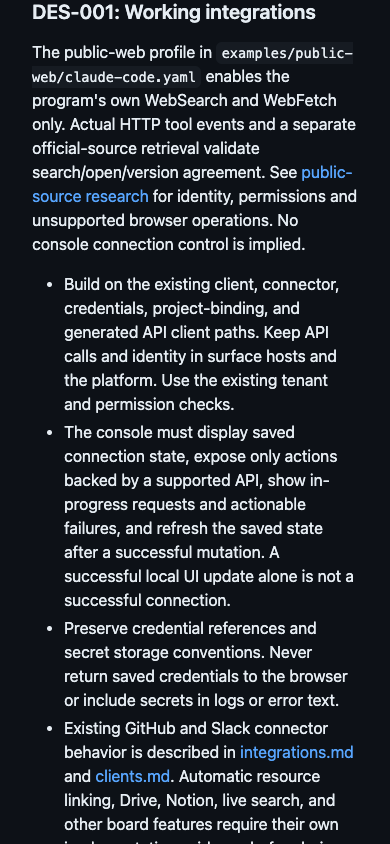 DES-001: Working integrations
The public-web profile in examples/public-
web/claude-code.yaml enables the
program's own WebSearch and WebFetch
only. Actual HTTP tool events and a separate
official-source retrieval validate
search/open/version agreement. See public-
source research for identity, permissions and
unsupported browser operations. No
console connection control is implied.
• Build on the existing client, connector,
credentials, project-binding, and
generated API client paths. Keep API
calls and identity in surface hosts and
the platform. Use the existing tenant
and permission checks.
• The console must display saved
connection state, expose only actions
backed by a supported API, show in-
progress requests and actionable
failures, and refresh the saved state
after a successful mutation. A
successful local UI update alone is not a
successful connection.
• Preserve credential references and
secret storage conventions. Never
return saved credentials to the browser
or include secrets in logs or error text.
• Existing GitHub and Slack connector
behavior is described in integrations.md
and clients.md. Automatic resource
linking, Drive, Notion, live search, and
other board features require their own